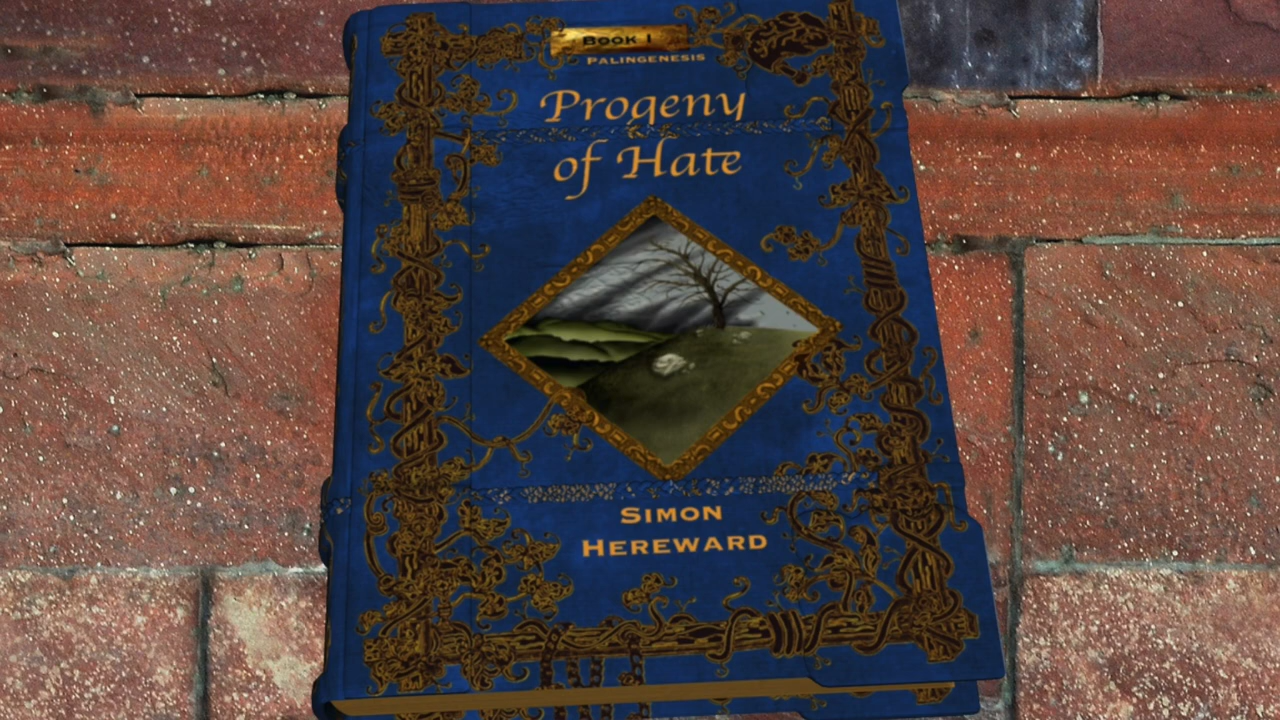 Book I
Palingenesis
Progeny
of Hate
Simon
Hereward